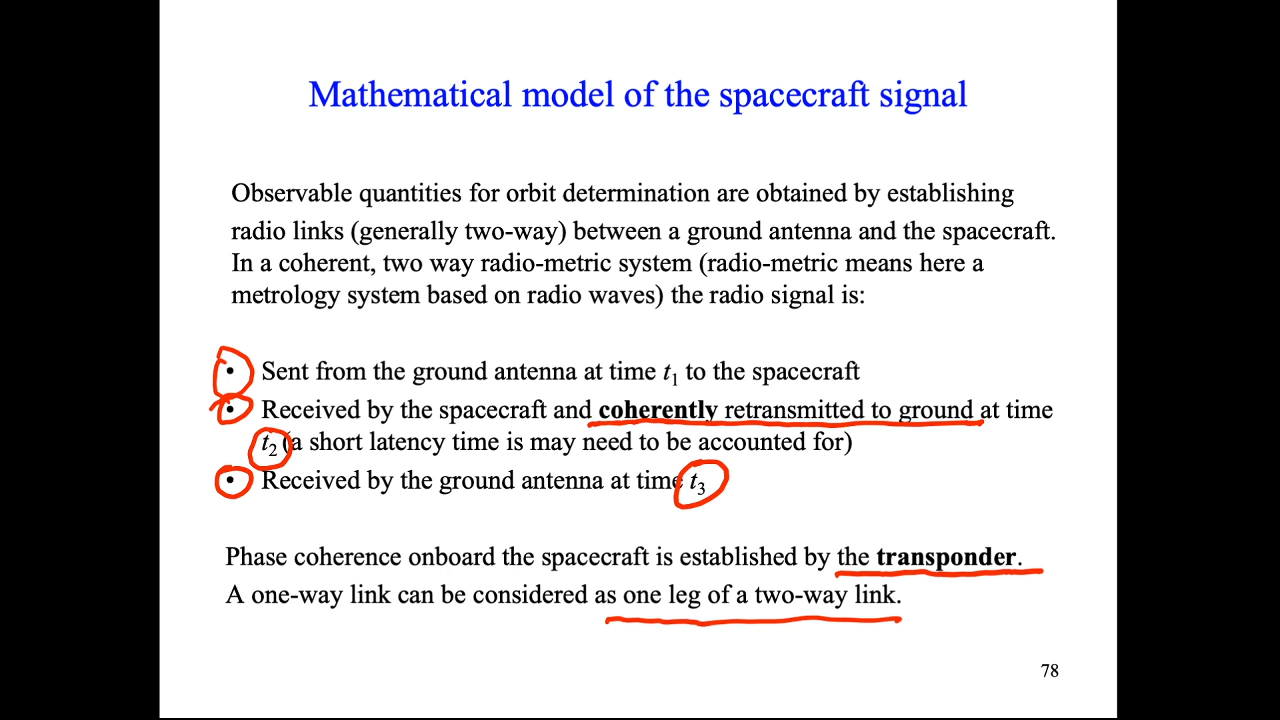 Mathematical model of the spacecraft signal
Observable quantities for orbit determination are obtained by establishing
radio links (generally two-way) between a ground antenna and the spacecraft.
In a coherent, two way radio-metric system (radio-metric means here a
metrology system based on radio waves) the radio signal is:
• Sent from the ground antenna at time t₁ to the spacecraft
• Received by the spacecraft and coherently retransmitted to ground at time
t₂ (a short latency time is may need to be accounted for)
• Received by the ground antenna at time t₃
Phase coherence onboard the spacecraft is established by the transponder.
A one-way link can be considered as one leg of a two-way link.
78